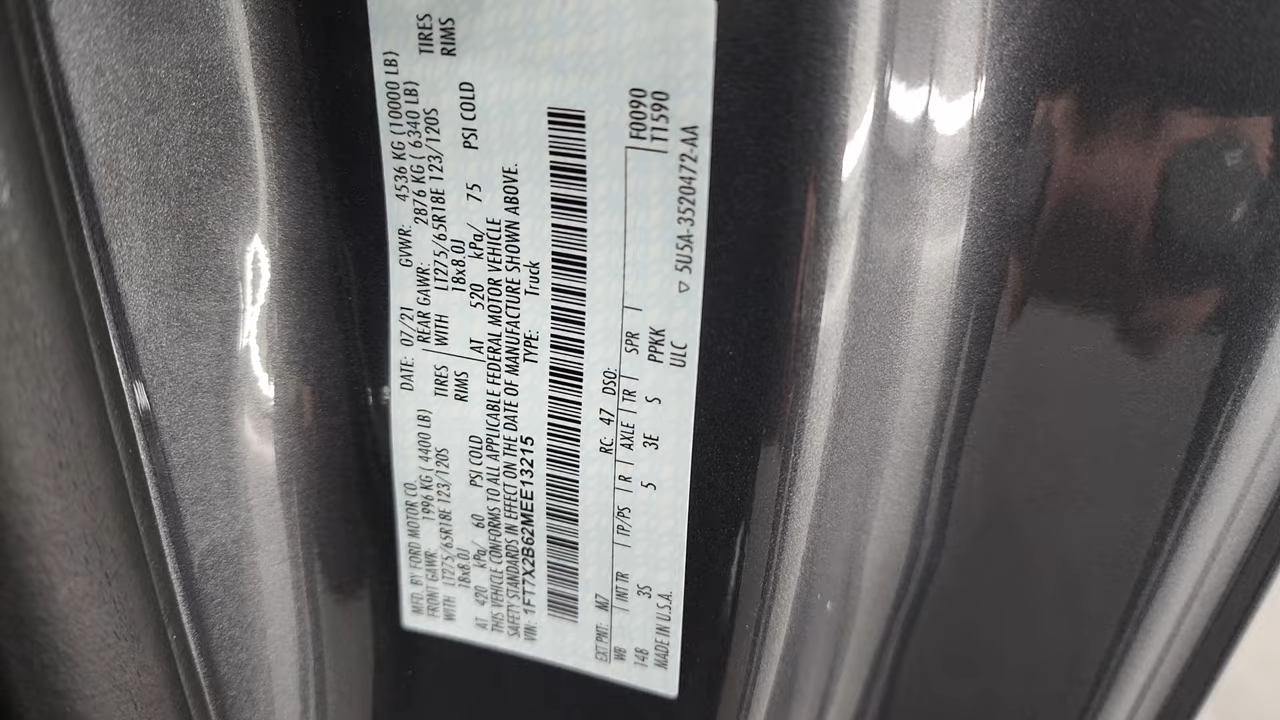 MFD. BY FORD MOTOR CO.
DATE: 07/21 GVWR: 4536 KG (10000 LB)
FRONT GAWR: 1996 KG ( 4400 LB)
REAR GAWR: 2876 KG ( 6340 LB)
WITH LT275/65R18E 123/120S TIRES
WITH LT275/65R18E 123/120S TIRES
18x8.0J RIMS
18x8.0J RIMS
AT 420 kPa/ 60 PSI COLD
AT 520 kPa/ 75 PSI COLD
THIS VEHICLE CONFORMS TO ALL APPLICABLE FEDERAL MOTOR VEHICLE
SAFETY STANDARDS IN EFFECT ON THE DATE OF MANUFACTURE SHOWN ABOVE.
VIN: 1FT7X2B62MEE13215 TYPE: Truck
EXT PNT: M7 RC: 47 DSO:
WB INT TR TP/PS R AXLE TR SPR F0090
148 3S 5 3E S PPKK T1590
MADE IN U.S.A. ULC
▽ 5U5A-3520472-AA